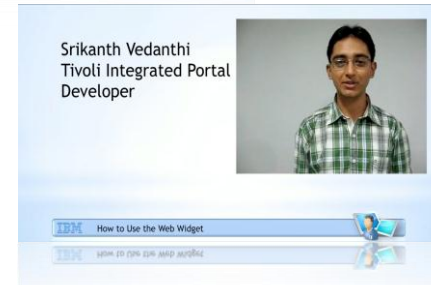 Srikanth Vedanthi
Tivoli Integrated Portal
Developer
IBM How to Use the Web Widget